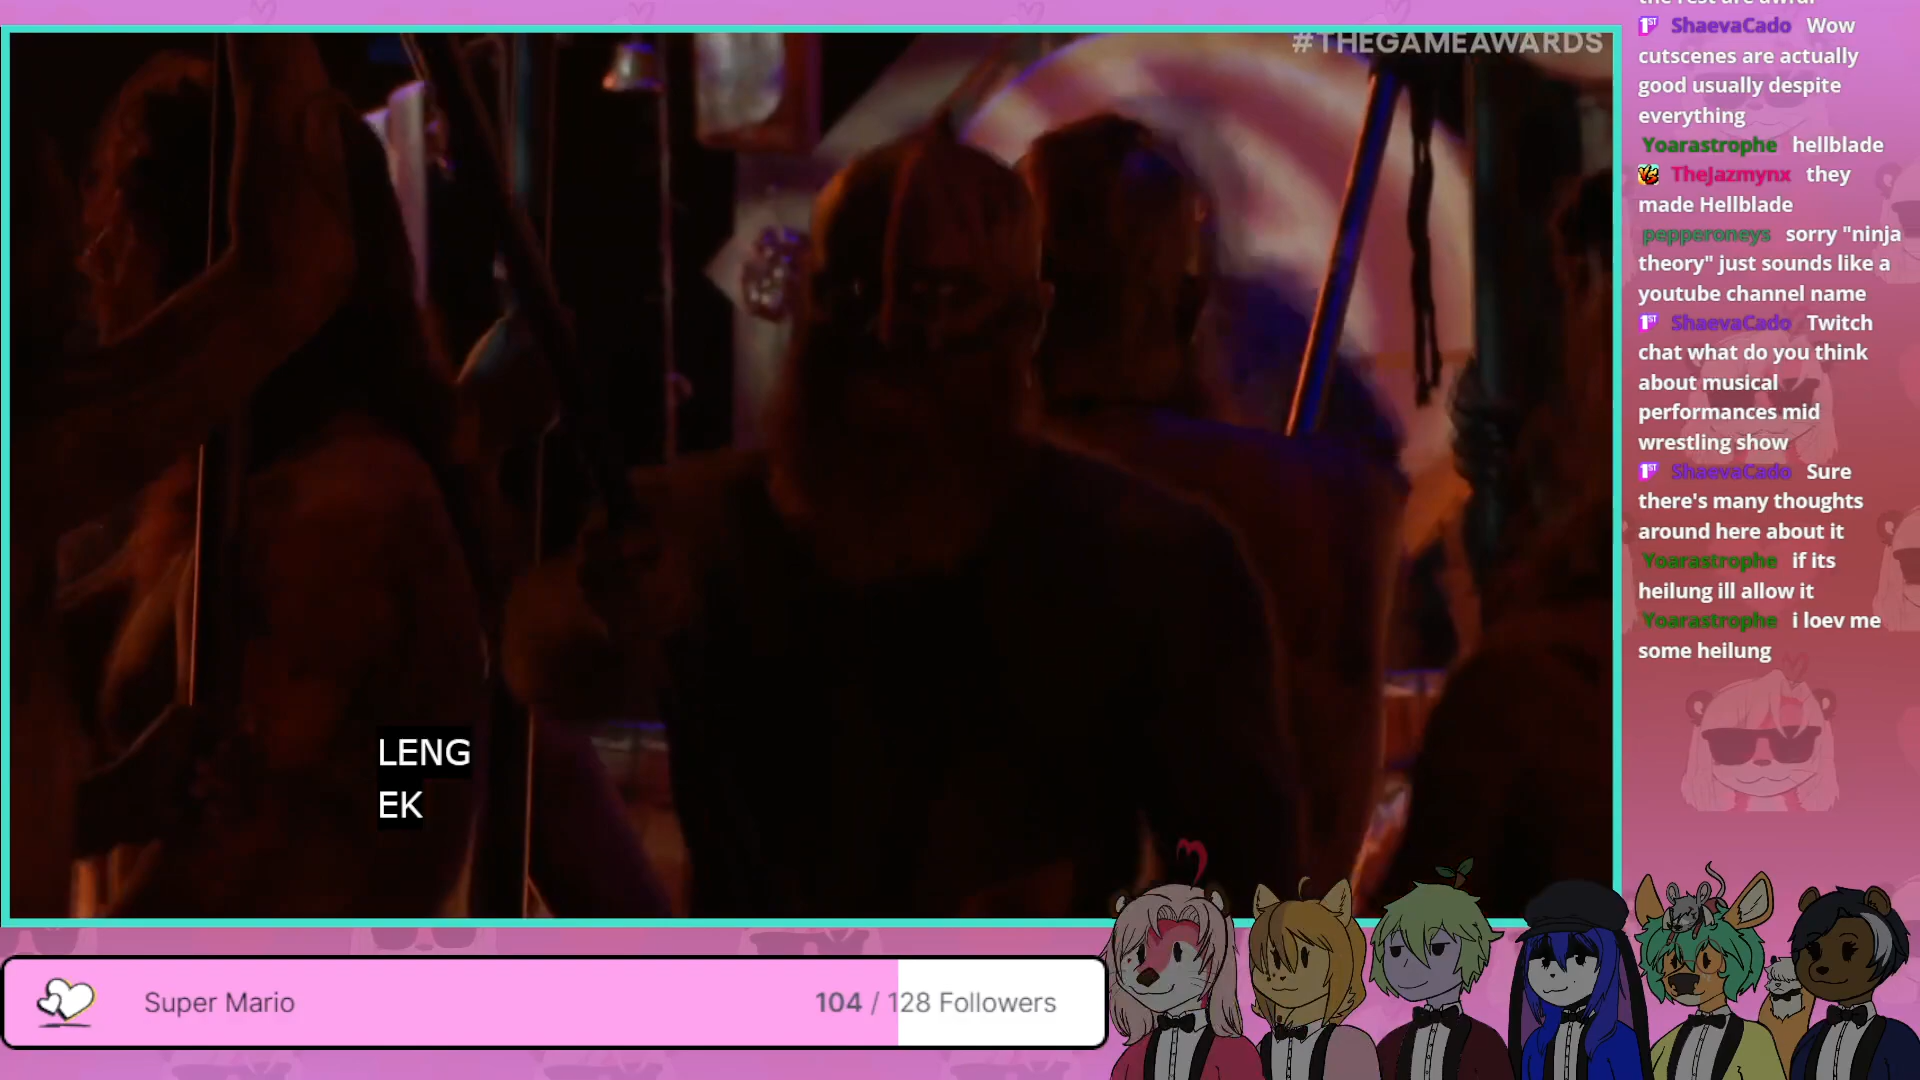 #THEGAMEAWARDS
LENG
EK
Super Mario
104 / 128 Followers
ShaevaCado Wow
cutscenes are actually
good usually despite
everything
Yoarastrophe hellblade
TheJazmynx they
made Hellblade
pepperoneys sorry "ninja
theory" just sounds like a
youtube channel name
ShaevaCado Twitch
chat what do you think
about musical
performances mid
wrestling show
ShaevaCado Sure
there's many thoughts
around here about it
Yoarastrophe if its
heilung ill allow it
Yoarastrophe i loev me
some heilung